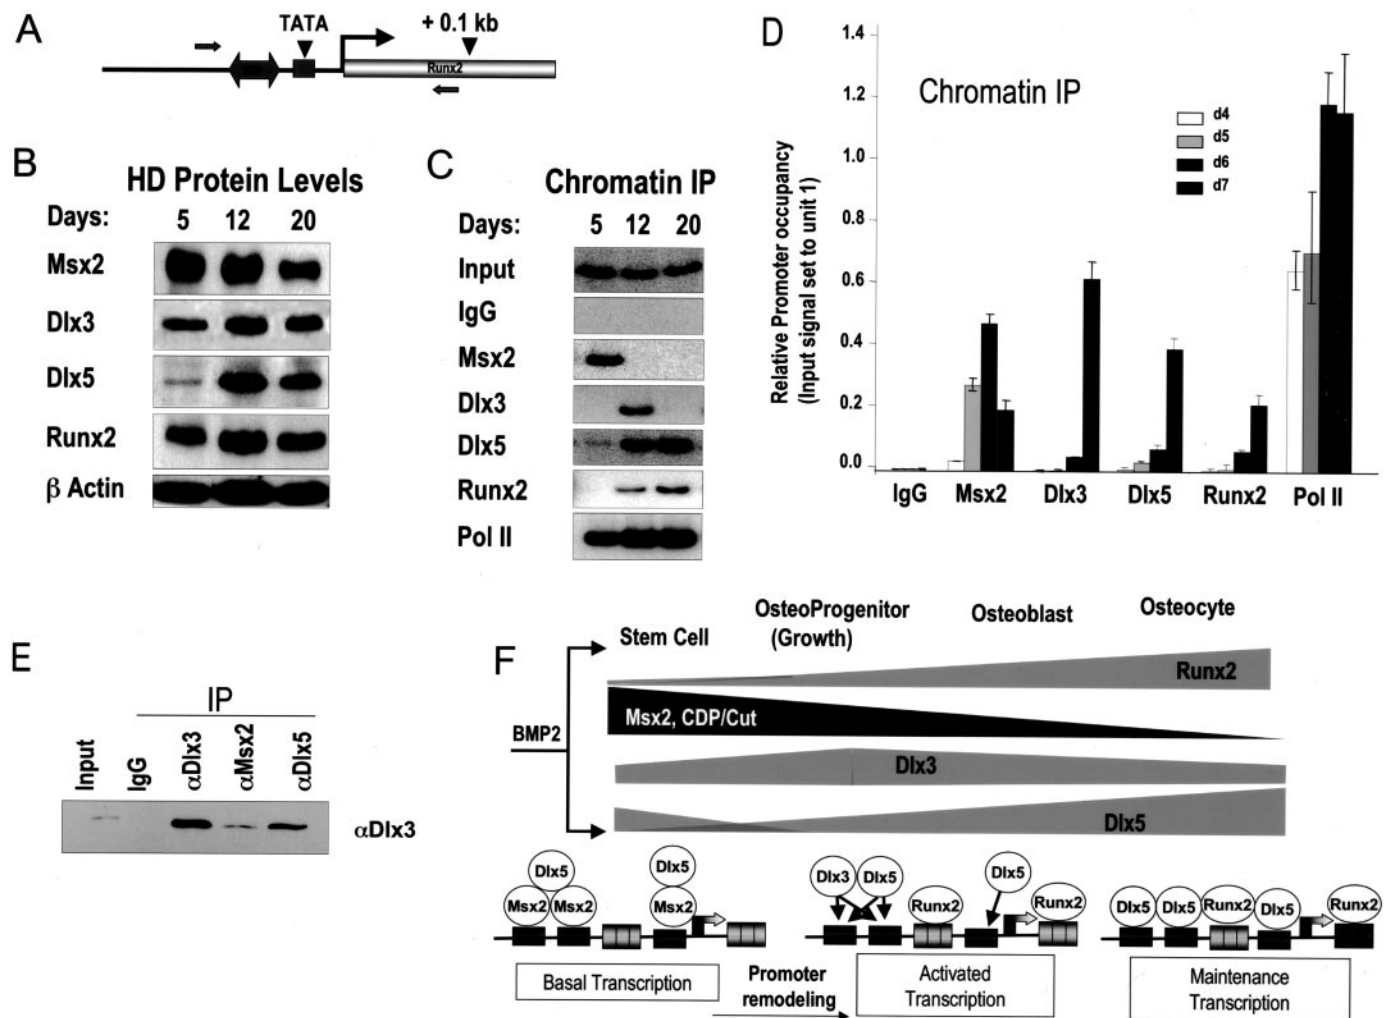 A
TATA
+ 0.1 kb
Runx2
B
HD Protein Levels
Days: 5 12 20
Msx2
Dlx3
Dlx5
Runx2
β Actin
C
Chromatin IP
Days: 5 12 20
Input
IgG
Msx2
Dlx3
Dlx5
Runx2
Pol II
D
Chromatin IP
Relative Promoter occupancy
(Input signal set to unit 1)
1.4
1.2
1.0
0.8
0.6
0.4
0.2
0.0
d4
d5
d6
d7
IgG Msx2 Dlx3 Dlx5 Runx2 Pol II
E
IP
Input
IgG
αDlx3
αMsx2
αDlx5
αDlx3
F
BMP2
Stem Cell
OsteoProgenitor
(Growth)
Osteoblast
Osteocyte
Runx2
Msx2, CDP/Cut
Dlx3
Dlx5
Dlx5
Msx2 Msx2
Dlx5
Msx2
Basal Transcription
Promoter
remodeling
Dlx3 Dlx5
Runx2
Dlx5
Runx2
Activated
Transcription
Dlx5 Dlx5 Runx2 Dlx5 Runx2
Maintenance
Transcription